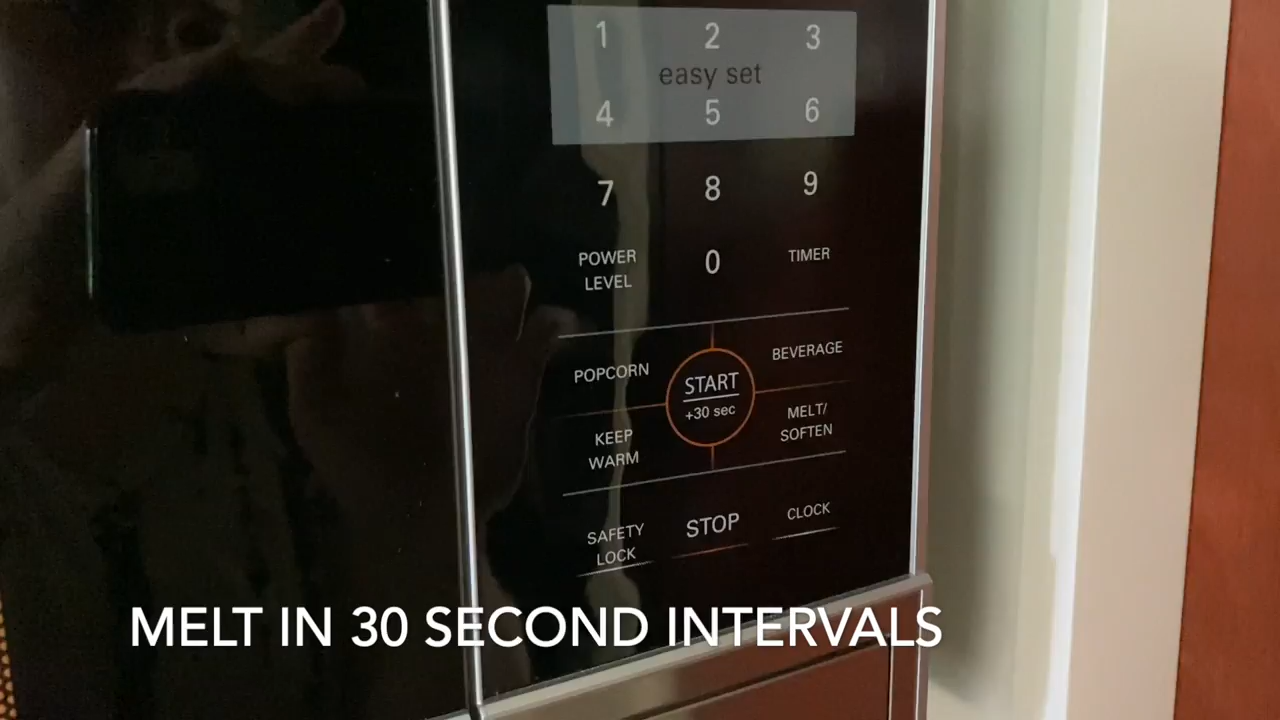 1 2 3
easy set
4 5 6
7 8 9
POWER LEVEL
0
TIMER
POPCORN
START
+30 sec
BEVERAGE
KEEP WARM
MELT/
SOFTEN
SAFETY LOCK
STOP
CLOCK
MELT IN 30 SECOND INTERVALS